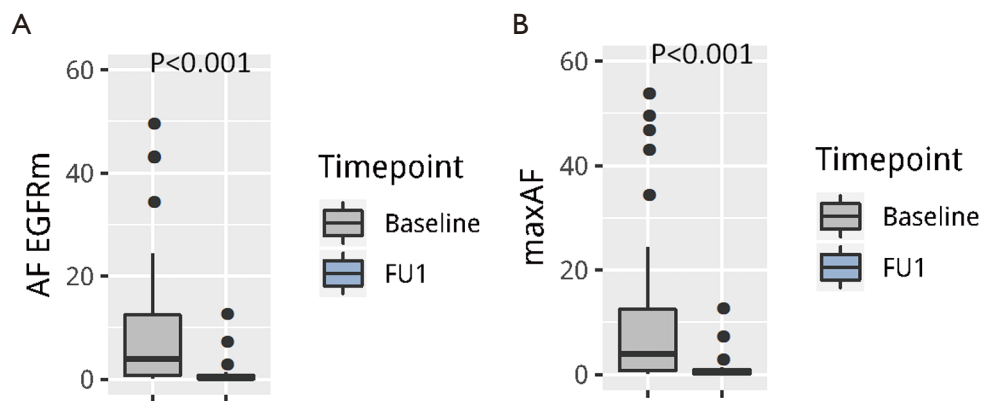 A
P<0.001
60
40
20
0
AF EGFRm
Timepoint
Baseline
FU1
B
P<0.001
60
40
20
0
maxAF
Timepoint
Baseline
FU1